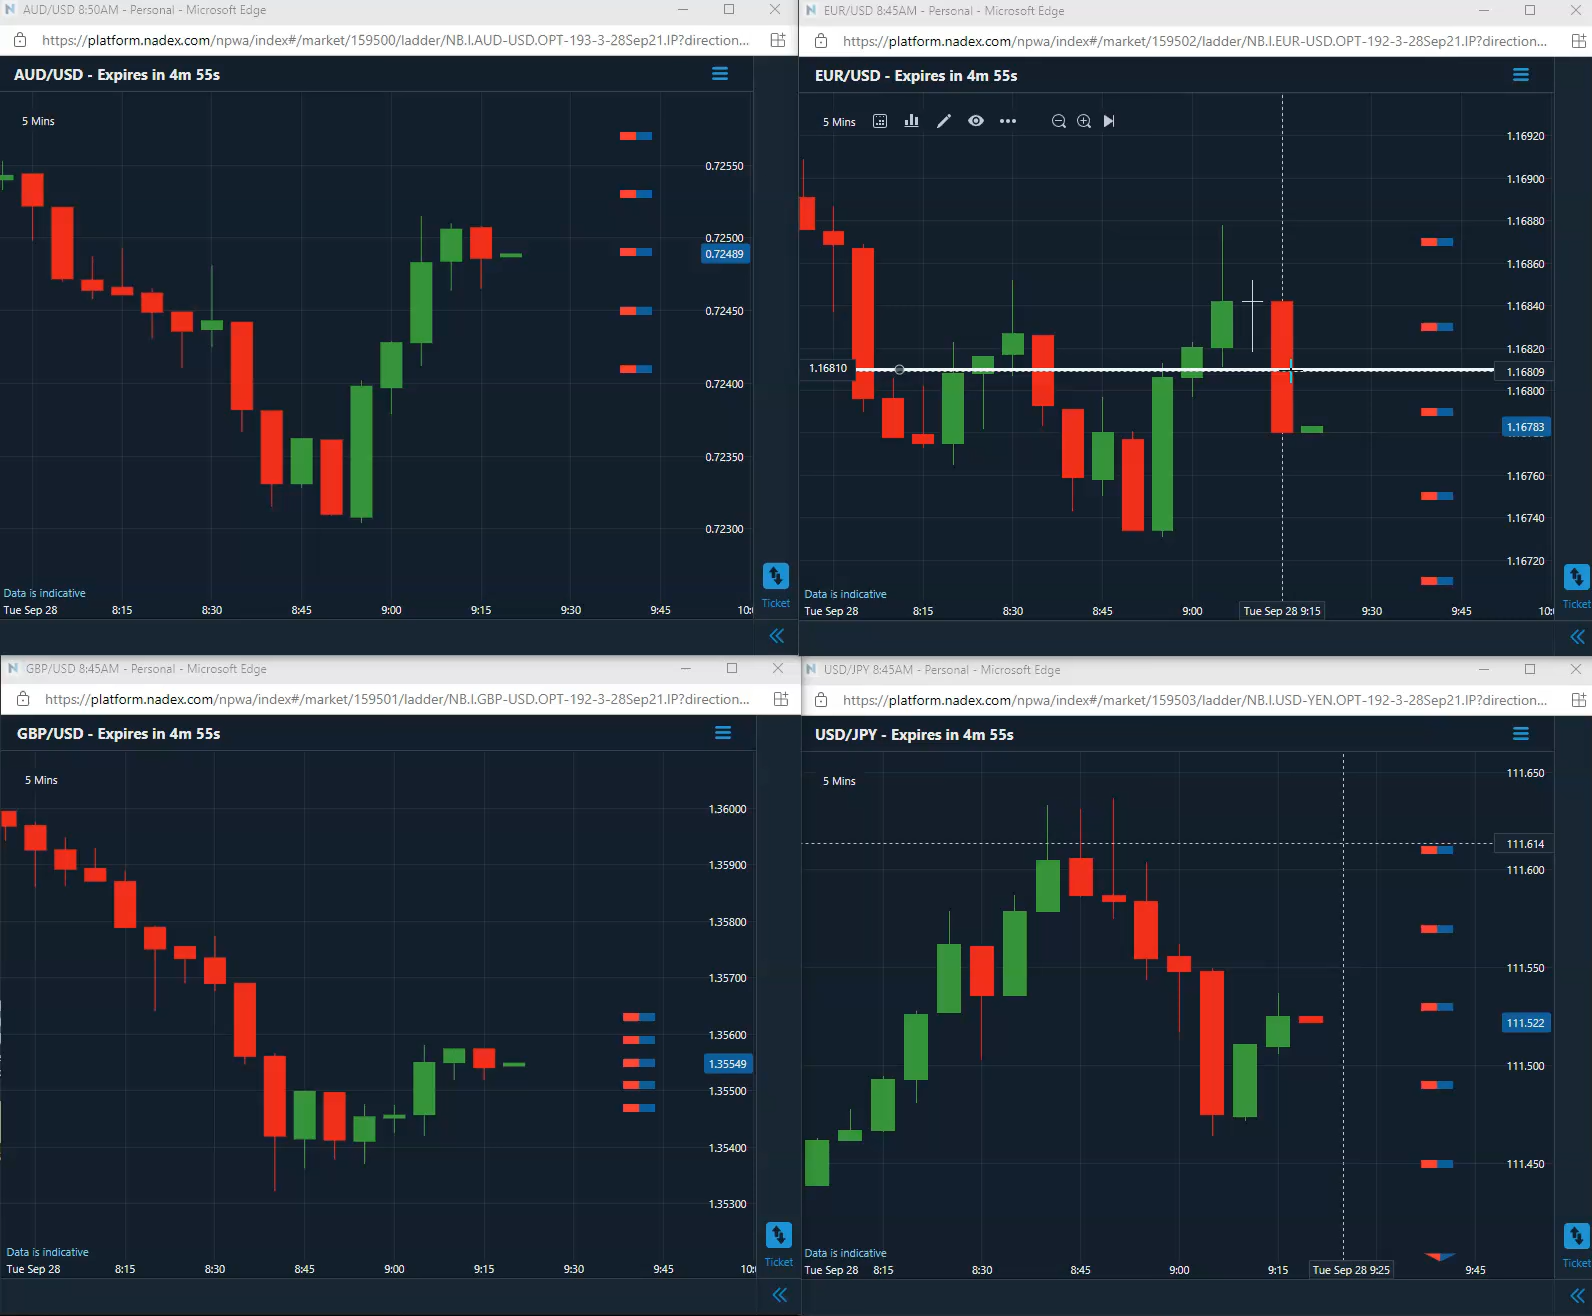 AUD/USD 8:50AM - Personal - Microsoft Edge
https://platform.nadex.com/npwa/index#/market/159500/ladder/NB.I.AUD-USD.OPT-193-3-28Sep21.IP?direction...
AUD/USD - Expires in 4m 55s
5 Mins
0.72550
0.72500
0.72489
0.72450
0.72400
0.72350
0.72300
Data is indicative
Tue Sep 28 8:15 8:30 8:45 9:00 9:15 9:30 9:45 10:
Ticket
EUR/USD 8:45AM - Personal - Microsoft Edge
https://platform.nadex.com/npwa/index#/market/159502/ladder/NB.I.EUR-USD.OPT-192-3-28Sep21.IP?direction...
EUR/USD - Expires in 4m 55s
5 Mins
1.16920
1.16900
1.16880
1.16860
1.16840
1.16820
1.16810
1.16809
1.16800
1.16783
1.16760
1.16740
1.16720
Data is indicative
Tue Sep 28 8:15 8:30 8:45 9:00 Tue Sep 28 9:15 9:30 9:45
Ticket
GBP/USD 8:45AM - Personal - Microsoft Edge
https://platform.nadex.com/npwa/index#/market/159501/ladder/NB.I.GBP-USD.OPT-192-3-28Sep21.IP?direction...
GBP/USD - Expires in 4m 55s
5 Mins
1.36000
1.35900
1.35800
1.35700
1.35600
1.35549
1.35500
1.35400
1.35300
Data is indicative
Tue Sep 28 8:15 8:30 8:45 9:00 9:15 9:30 9:45
Ticket
USD/JPY 8:45AM - Personal - Microsoft Edge
https://platform.nadex.com/npwa/index#/market/159503/ladder/NB.I.USD-YEN.OPT-192-3-28Sep21.IP?direction...
USD/JPY - Expires in 4m 55s
5 Mins
111.650
111.614
111.600
111.550
111.522
111.500
111.450
Data is indicative
Tue Sep 28 8:15 8:30 8:45 9:00 9:15 Tue Sep 28 9:25 9:45
Ticket